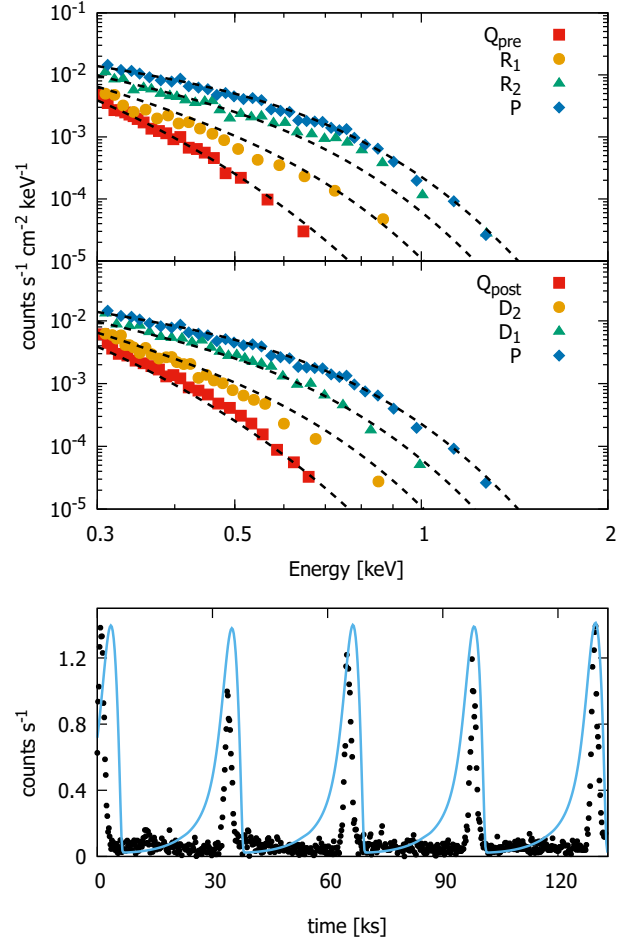 Q_pre
R_1
R_2
P
10^-1
10^-2
10^-3
10^-4
10^-5
counts s^-1 cm^-2 keV^-1
Q_post
D_2
D_1
P
10^-2
10^-3
10^-4
10^-5
0.3 0.5 1 2
Energy [keV]
1.2
0.8
0.4
0
counts s^-1
0 30 60 90 120
time [ks]